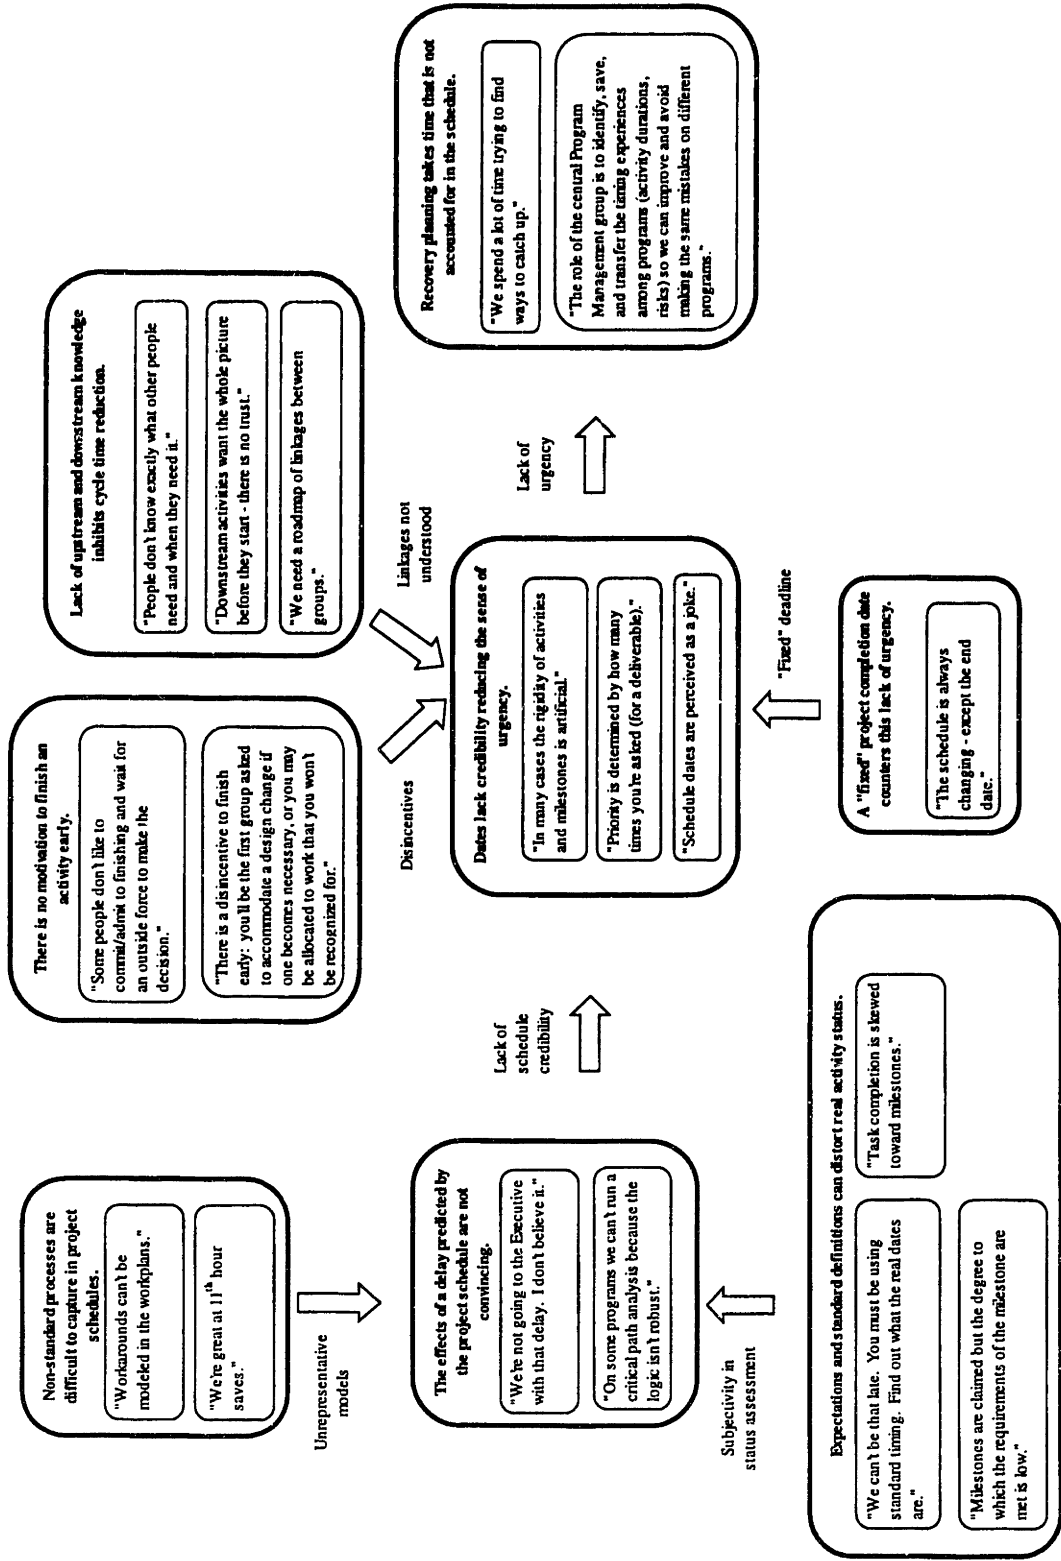 Non-standard processes are
difficult to capture in project
schedules.
"Workarounds can't be
modeled in the workplans."
"We're great at 11th hour
saves."
Unrepresentative
models
The effects of a delay predicted by
the project schedule are not
convincing.
"We're not going to the Executive
with that delay. I don't believe it."
"On some programs we can't run a
critical path analysis because the
logic isn't robust."
Subjectivity in
status assessment
Expectations and standard definitions can distort real activity status.
"We can't be that late. You must be using
standard timing. Find out what the real dates
are."
"Task completion is skewed
toward milestones."
"Milestones are claimed but the degree to
which the requirements of the milestone are
met is low."
Lack of
schedule
credibility
There is no motivation to finish an
activity early.
"Some people don't like to
commit/admit to finishing and wait for
an outside force to make the
decision."
"There is a disincentive to finish
early: you'll be the first group asked
to accommodate a design change if
one becomes necessary, or you may
be allocated to work that you won't
be recognized for."
Disincentives
Lack of upstream and downstream knowledge
inhibits cycle time reduction.
"People don't know exactly what other people
need and when they need it."
"Downstream activities want the whole picture
before they start - there is no trust."
"We need a roadmap of linkages between
groups."
Linkages not
understood
Dates lack credibility reducing the sense of
urgency.
"In many cases the rigidity of activities
and milestones is artificial."
"Priority is determined by how many
times you're asked (for a deliverable)."
"Schedule dates are perceived as a joke."
"Fixed" deadline
A "fixed" project completion date
counters this lack of urgency.
"The schedule is always
changing - except the end
date."
Lack of
urgency
Recovery planning takes time that is not
accounted for in the schedule.
"We spend a lot of time trying to find
ways to catch up."
"The role of the central Program
Management group is to identify, save,
and transfer the timing experiences
among programs (activity durations,
risks) so we can improve and avoid
making the same mistakes on different
programs."